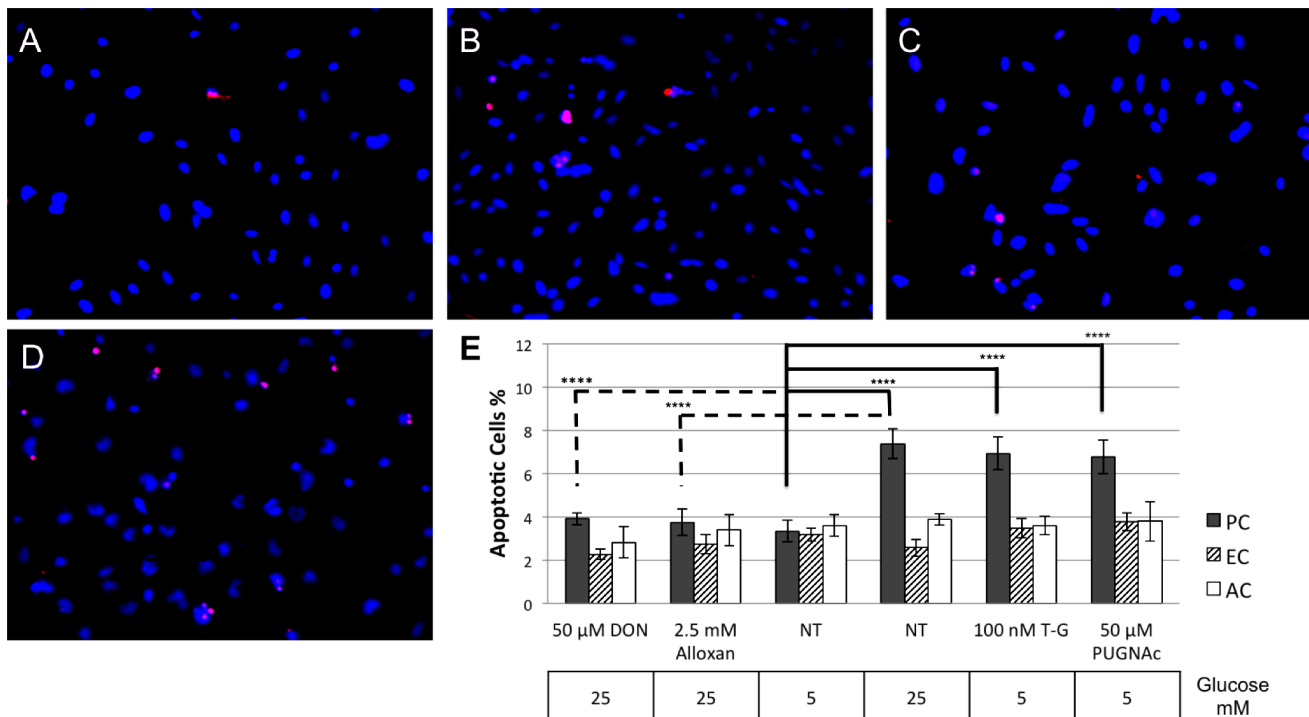 A
B
C
D
E
12
10
8
6
4
2
0
Apoptotic Cells %
****
****
****
****
****
PC
EC
AC
50 µM DON
2.5 mM
Alloxan
NT
NT
100 nM T-G
50 µM
PUGNAc
25
25
5
25
5
5
Glucose
mM